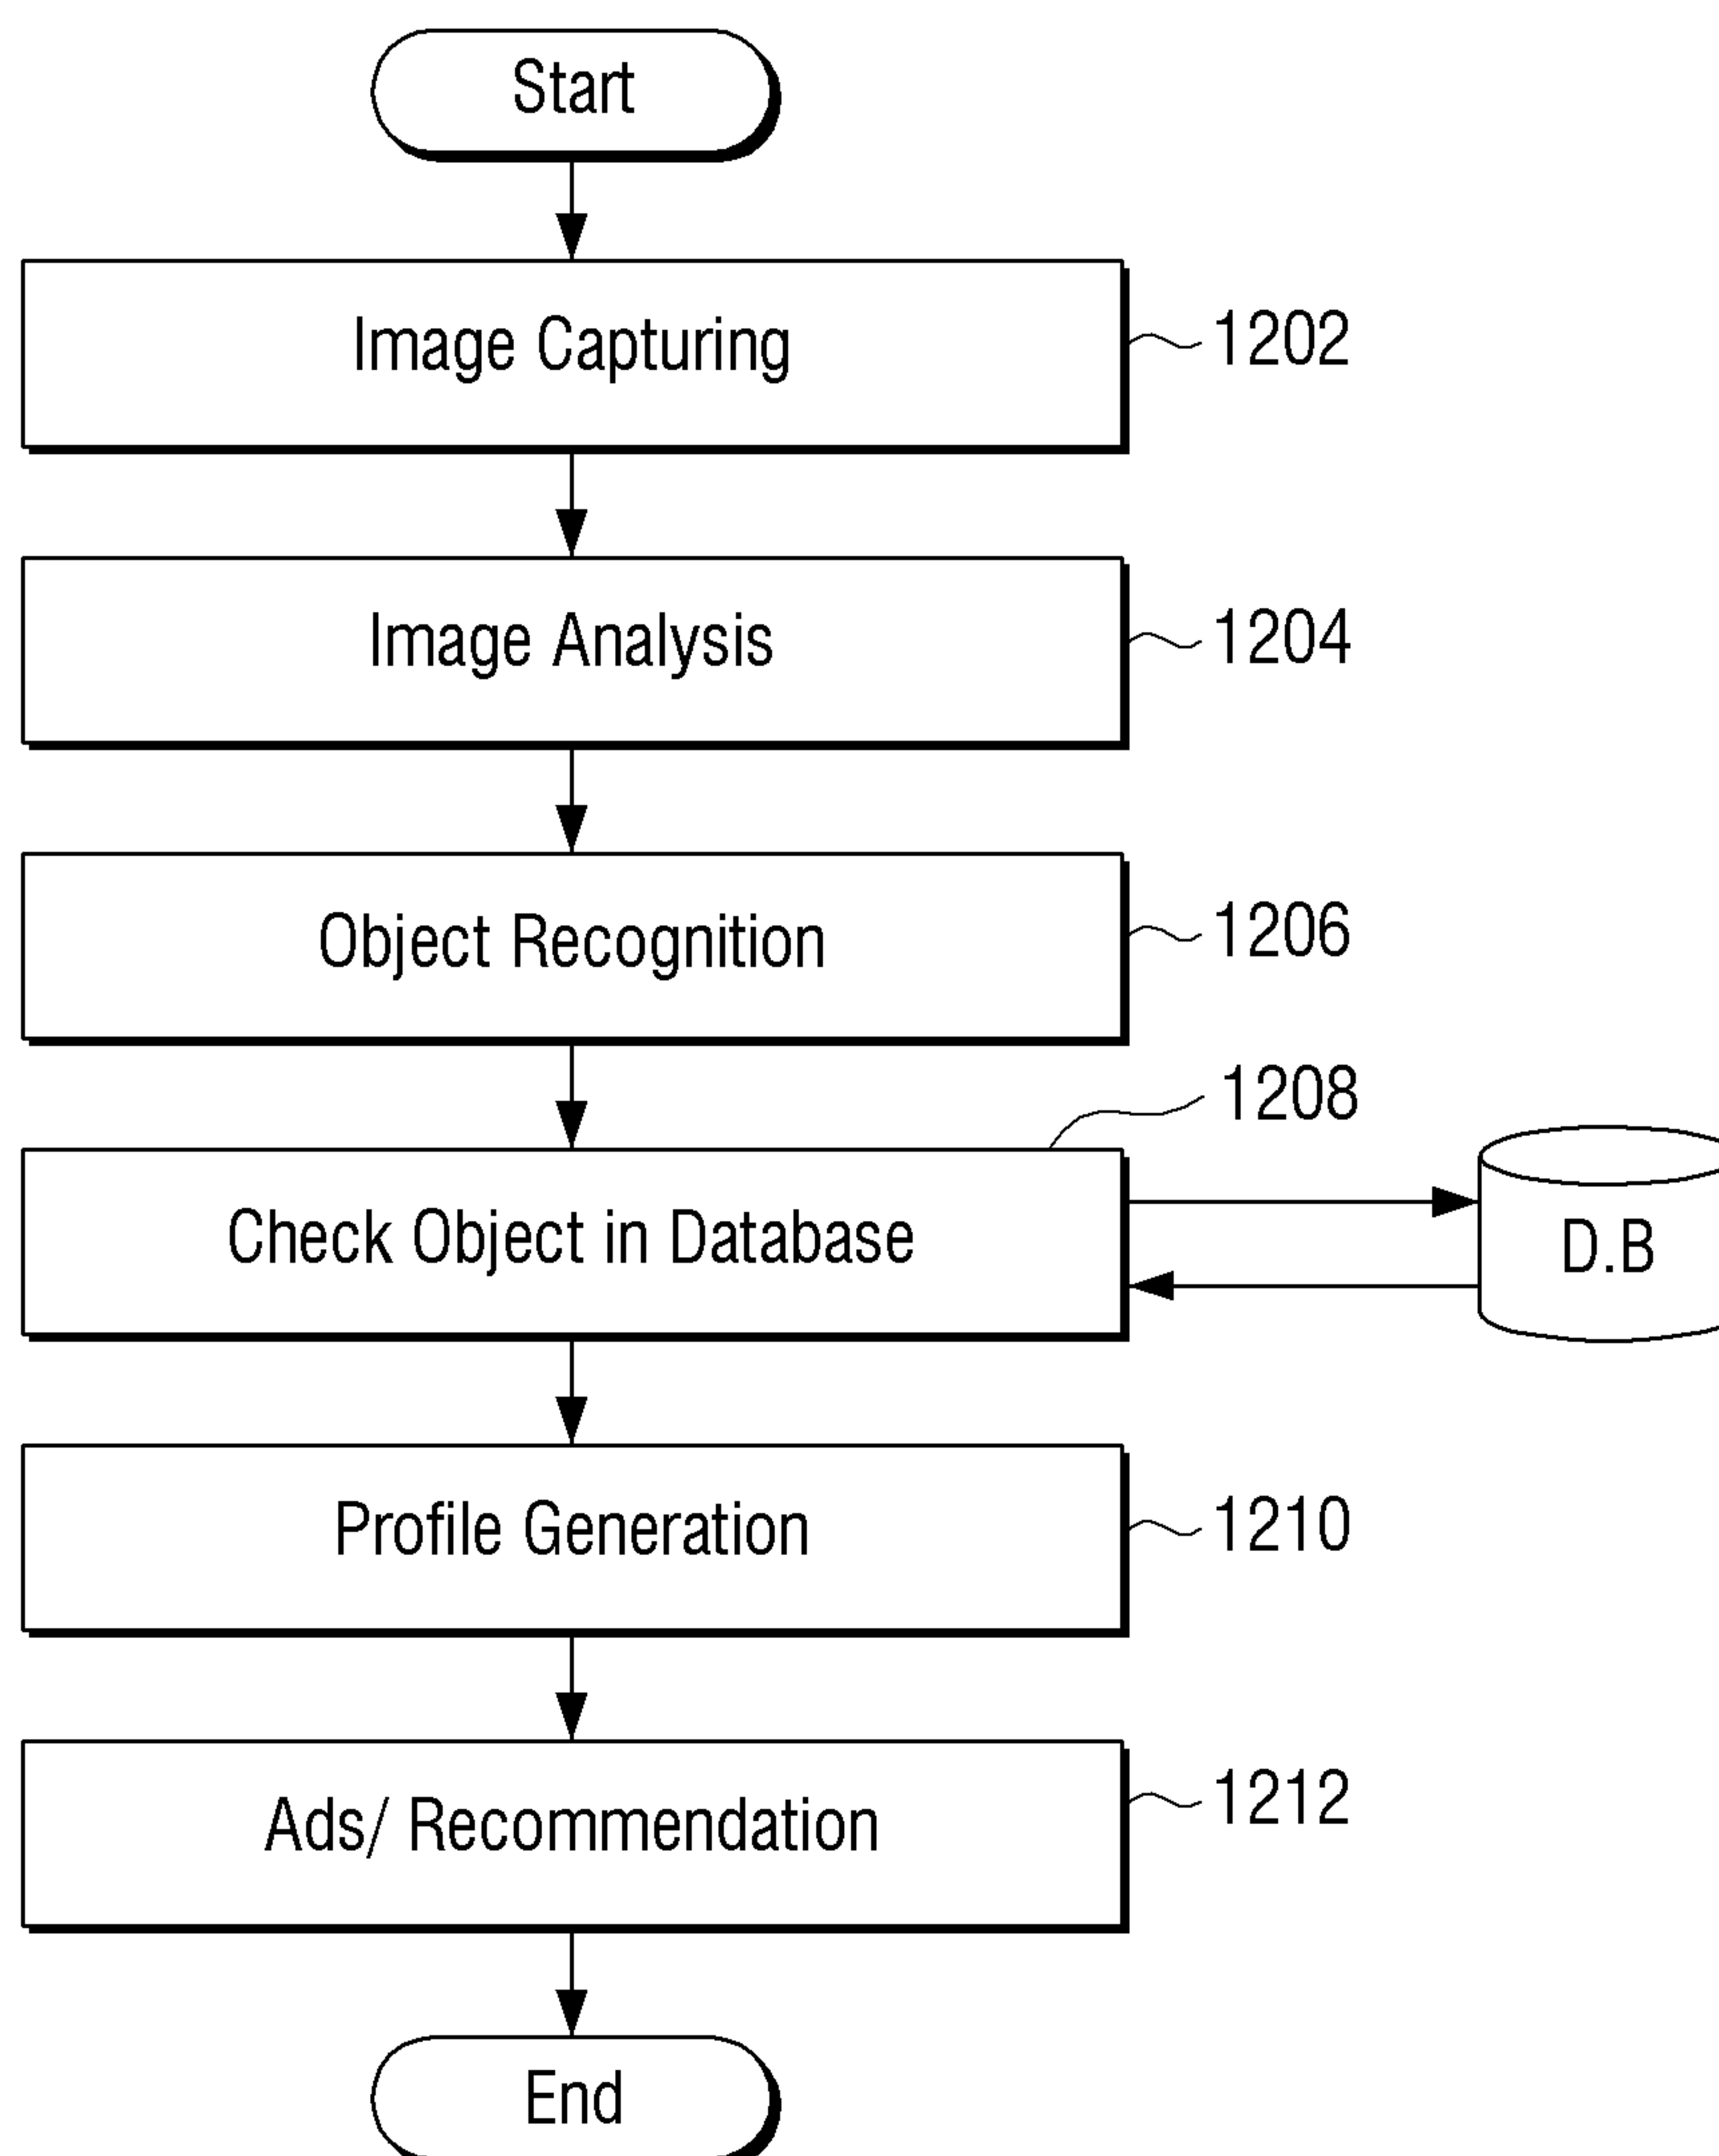 Start
Image Capturing
1202
Image Analysis
1204
Object Recognition
1206
1208
Check Object in Database
D.B
Profile Generation
1210
Ads/ Recommendation
1212
End